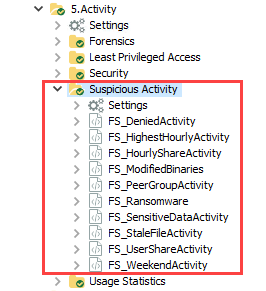 5.Activity
Settings
Forensics
Least Privileged Access
Security
Suspicious Activity
Settings
FS_DeniedActivity
FS_HighestHourlyActivity
FS_HourlyShareActivity
FS_ModifiedBinaries
FS_PeerGroupActivity
FS_Ransomware
FS_SensitiveDataActivity
FS_StaleFileActivity
FS_UserShareActivity
FS_WeekendActivity
Usage Statistics